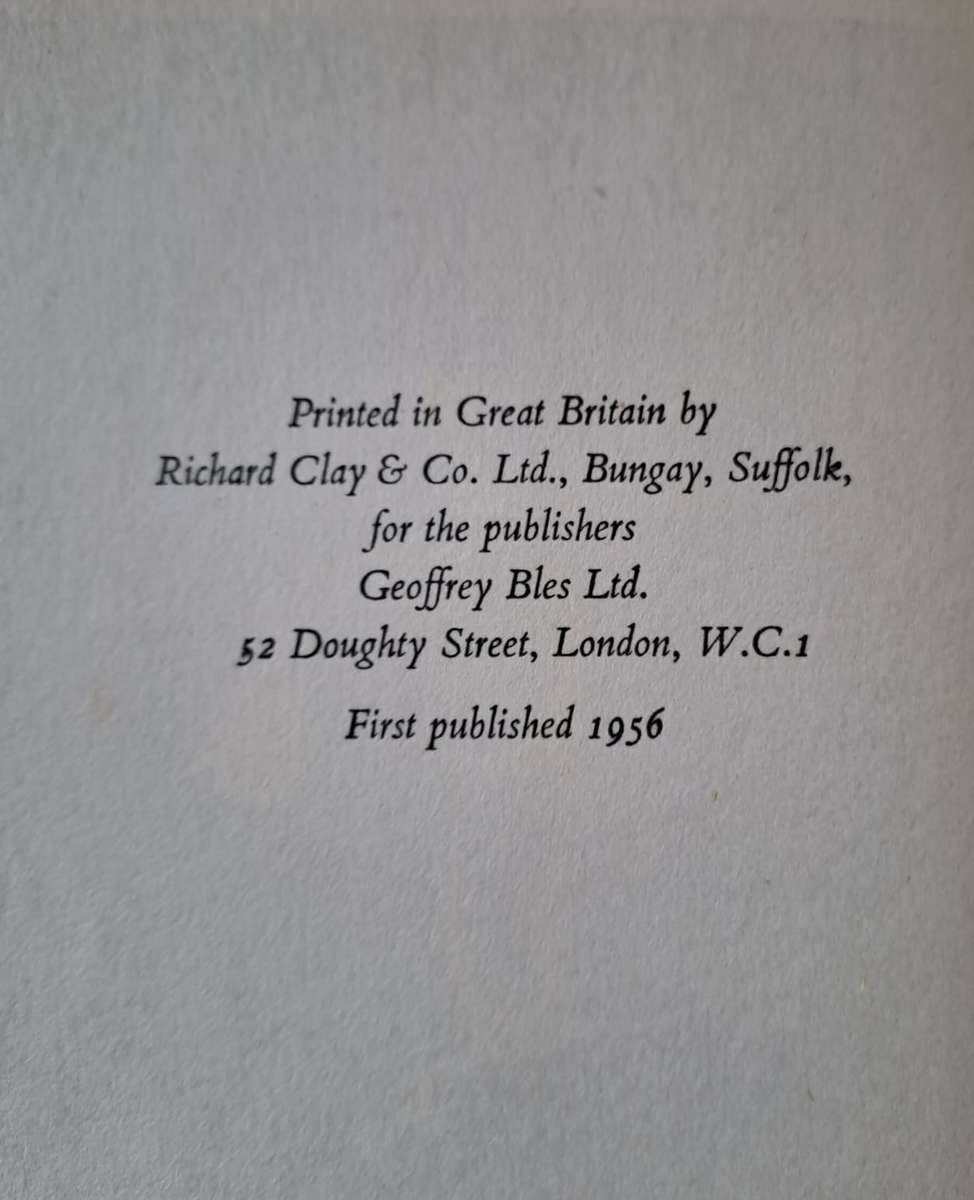 Printed in Great Britain by
Richard Clay & Co. Ltd., Bungay, Suffolk,
for the publishers
Geoffrey Bles Ltd.
52 Doughty Street, London, W.C.1
First published 1956